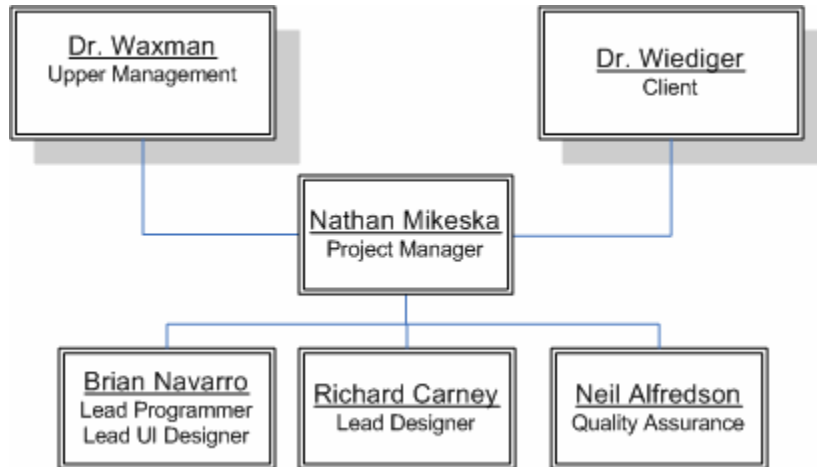 Dr. Waxman
Upper Management
Dr. Wiediger
Client
Nathan Mikeska
Project Manager
Brian Navarro
Lead Programmer
Lead UI Designer
Richard Carney
Lead Designer
Neil Alfredson
Quality Assurance